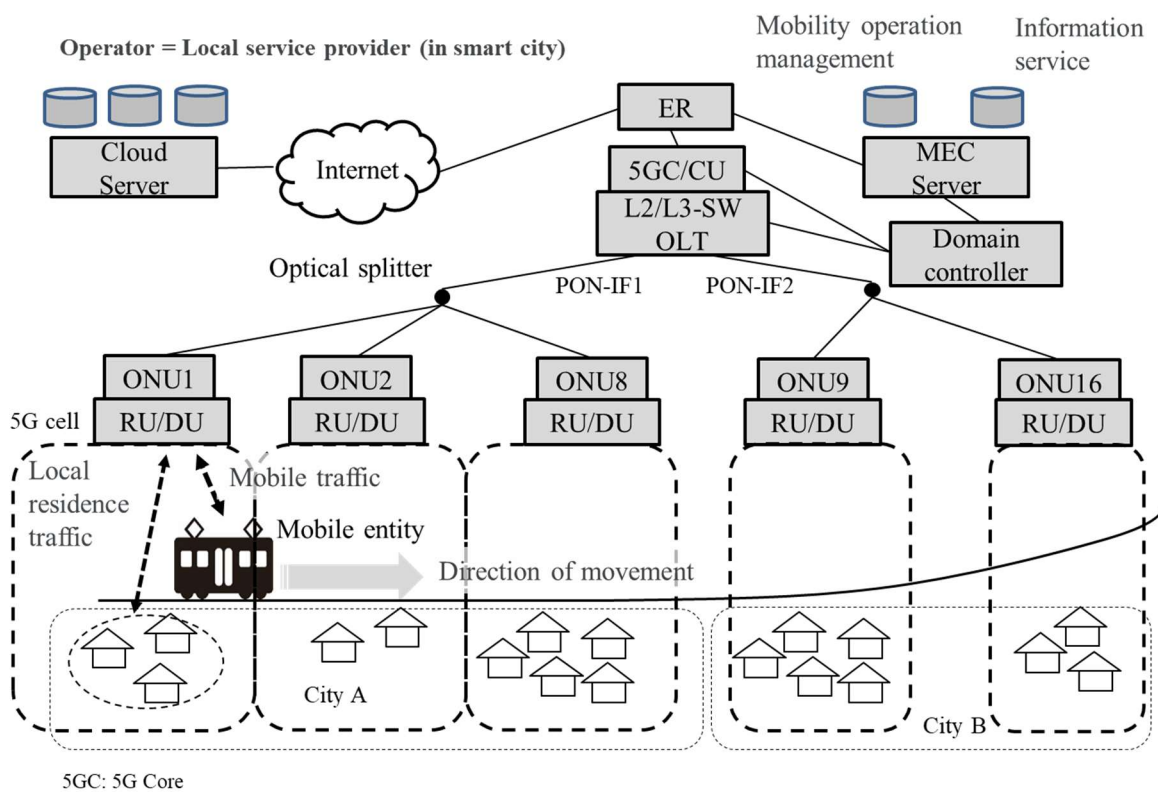 Operator = Local service provider (in smart city)
Mobility operation
management
Information
service
Cloud
Server
Internet
ER
5GC/CU
L2/L3-SW
OLT
MEC
Server
Domain
controller
Optical splitter
PON-IF1
PON-IF2
ONU1
RU/DU
ONU2
RU/DU
ONU8
RU/DU
ONU9
RU/DU
ONU16
RU/DU
5G cell
Local
residence
traffic
Mobile traffic
Mobile entity
Direction of movement
City A
City B
5GC: 5G Core